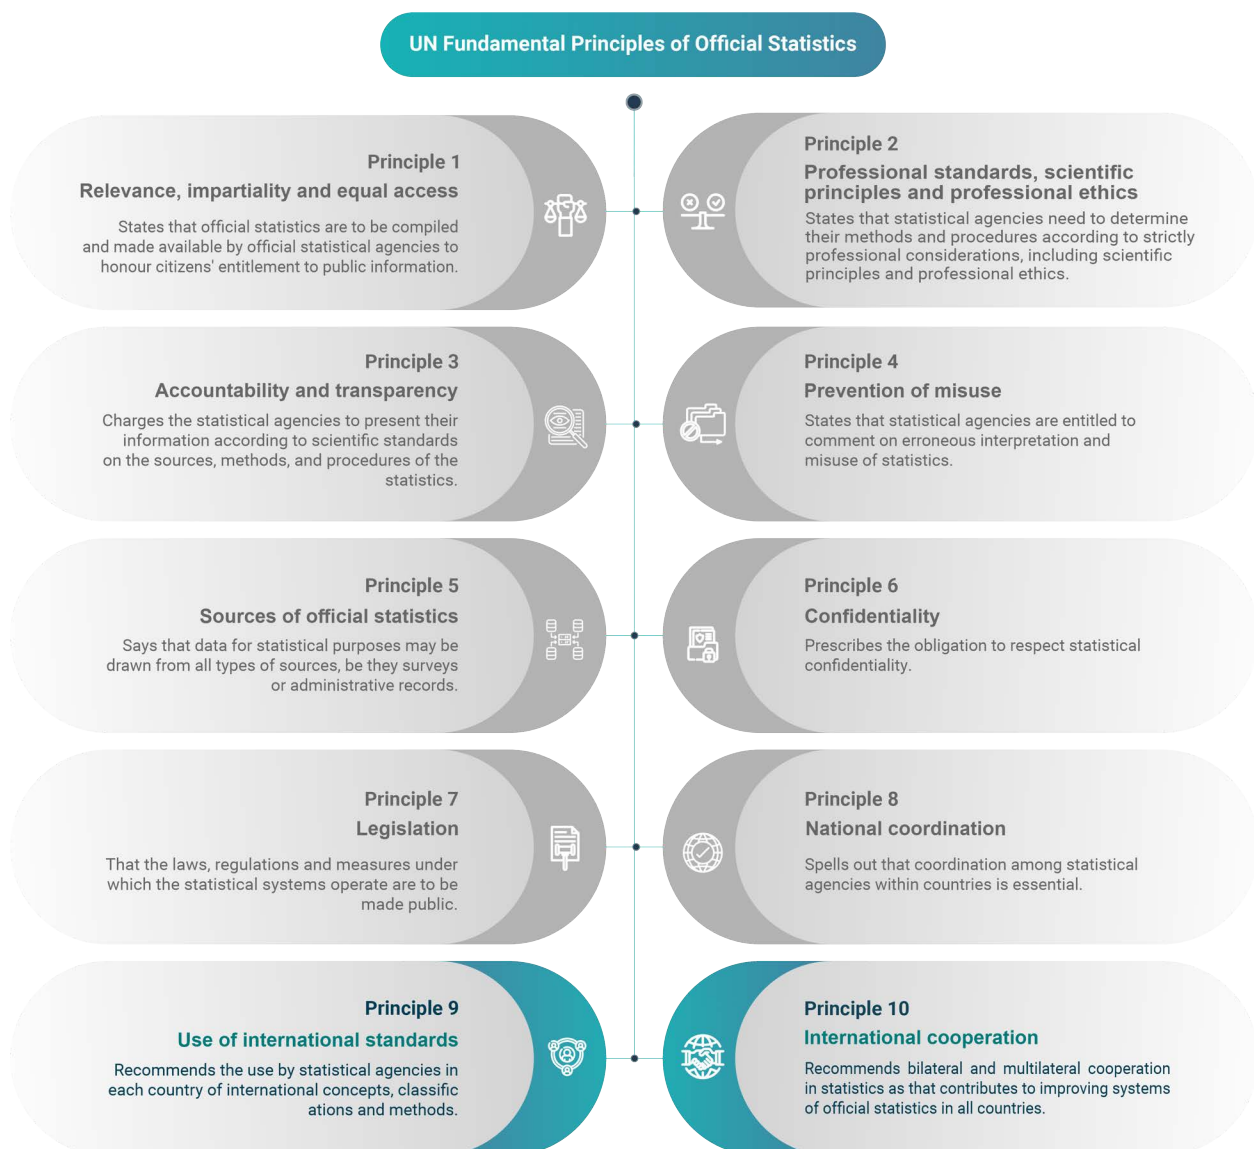 UN Fundamental Principles of Official Statistics
Principle 1
Relevance, impartiality and equal access
States that official statistics are to be compiled
and made available by official statistical agencies to
honour citizens' entitlement to public information.
Principle 2
Professional standards, scientific
principles and professional ethics
States that statistical agencies need to determine
their methods and procedures according to strictly
professional considerations, including scientific
principles and professional ethics.
Principle 3
Accountability and transparency
Charges the statistical agencies to present their
information according to scientific standards
on the sources, methods, and procedures of the
statistics.
Principle 4
Prevention of misuse
States that statistical agencies are entitled to
comment on erroneous interpretation and
misuse of statistics.
Principle 5
Sources of official statistics
Says that data for statistical purposes may be
drawn from all types of sources, be they surveys
or administrative records.
Principle 6
Confidentiality
Prescribes the obligation to respect statistical
confidentiality.
Principle 7
Legislation
That the laws, regulations and measures under
which the statistical systems operate are to be
made public.
Principle 8
National coordination
Spells out that coordination among statistical
agencies within countries is essential.
Principle 9
Use of international standards
Recommends the use by statistical agencies in
each country of international concepts, classific
ations and methods.
Principle 10
International cooperation
Recommends bilateral and multilateral cooperation
in statistics as that contributes to improving systems
of official statistics in all countries.